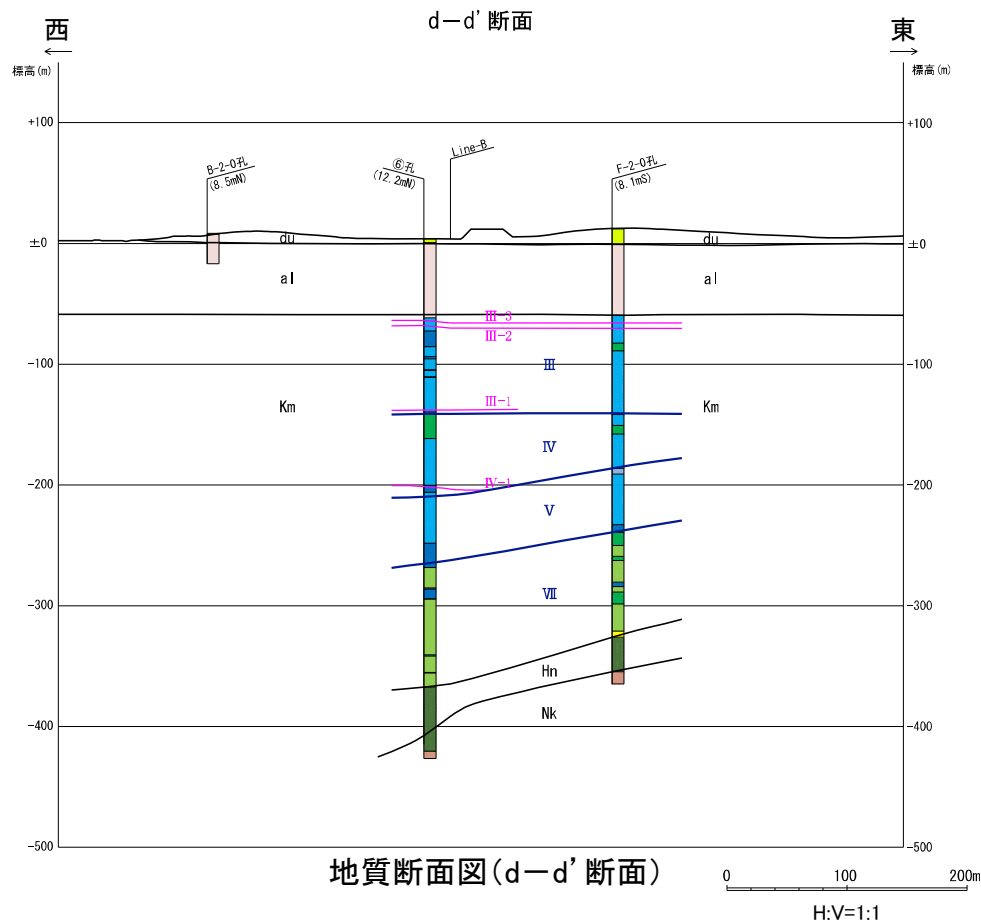 d－d’断面
西
東
標高(m)
標高(m)
+100
+100
B-2-0孔
(8.5mN)
⑥孔
(12.2mN)
Line-B
F-2-0孔
(8.1mS)
±0
du
du
±0
al
al
Ⅲ-3
Ⅲ-2
-100
Ⅲ
-100
Km
Ⅲ-1
Km
Ⅳ
-200
Ⅳ-1
-200
Ⅴ
Ⅶ
-300
-300
Hn
Nk
-400
-400
-500
-500
地質断面図(d－d’断面)
0 100 200m
H:V=1:1